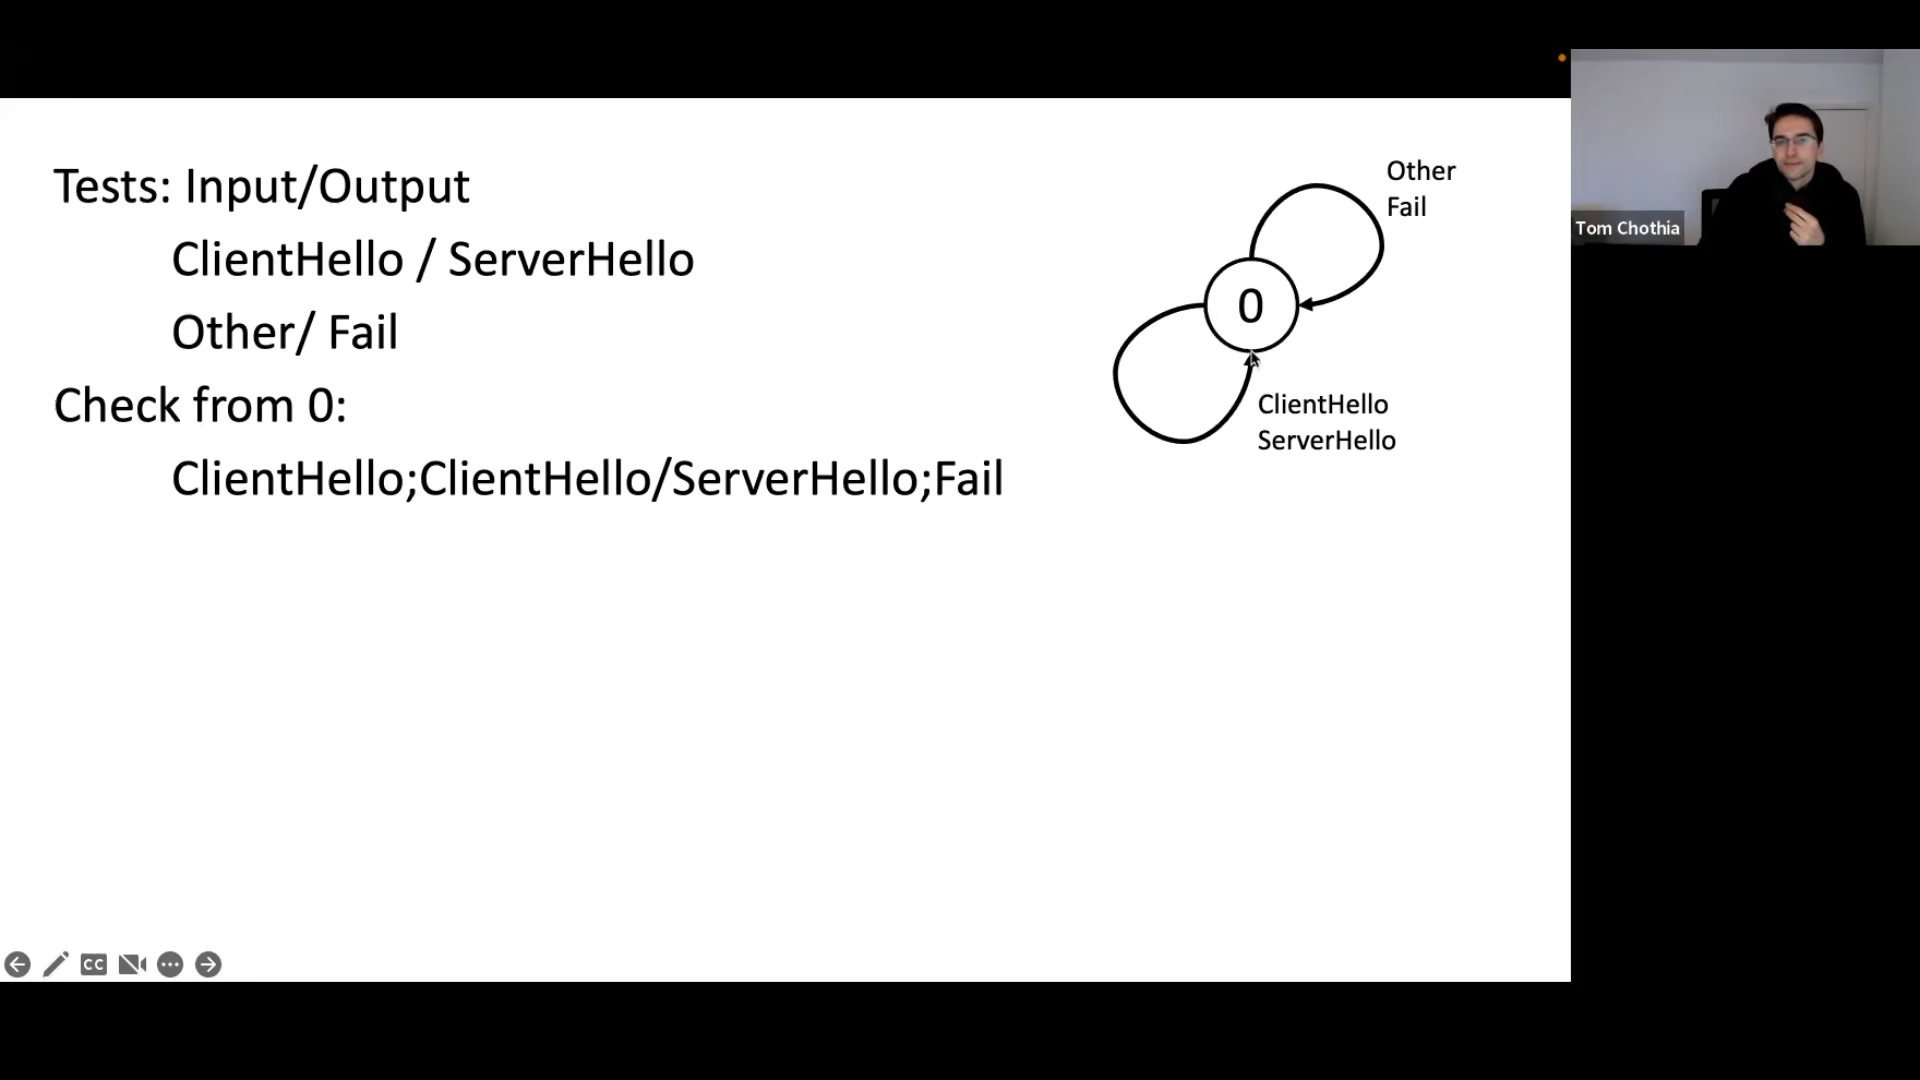 Tests: Input/Output
ClientHello / ServerHello
Other/ Fail
Check from 0:
ClientHello;ClientHello/ServerHello;Fail
Other
Fail
0
ClientHello
ServerHello
Tom Chothia
CC